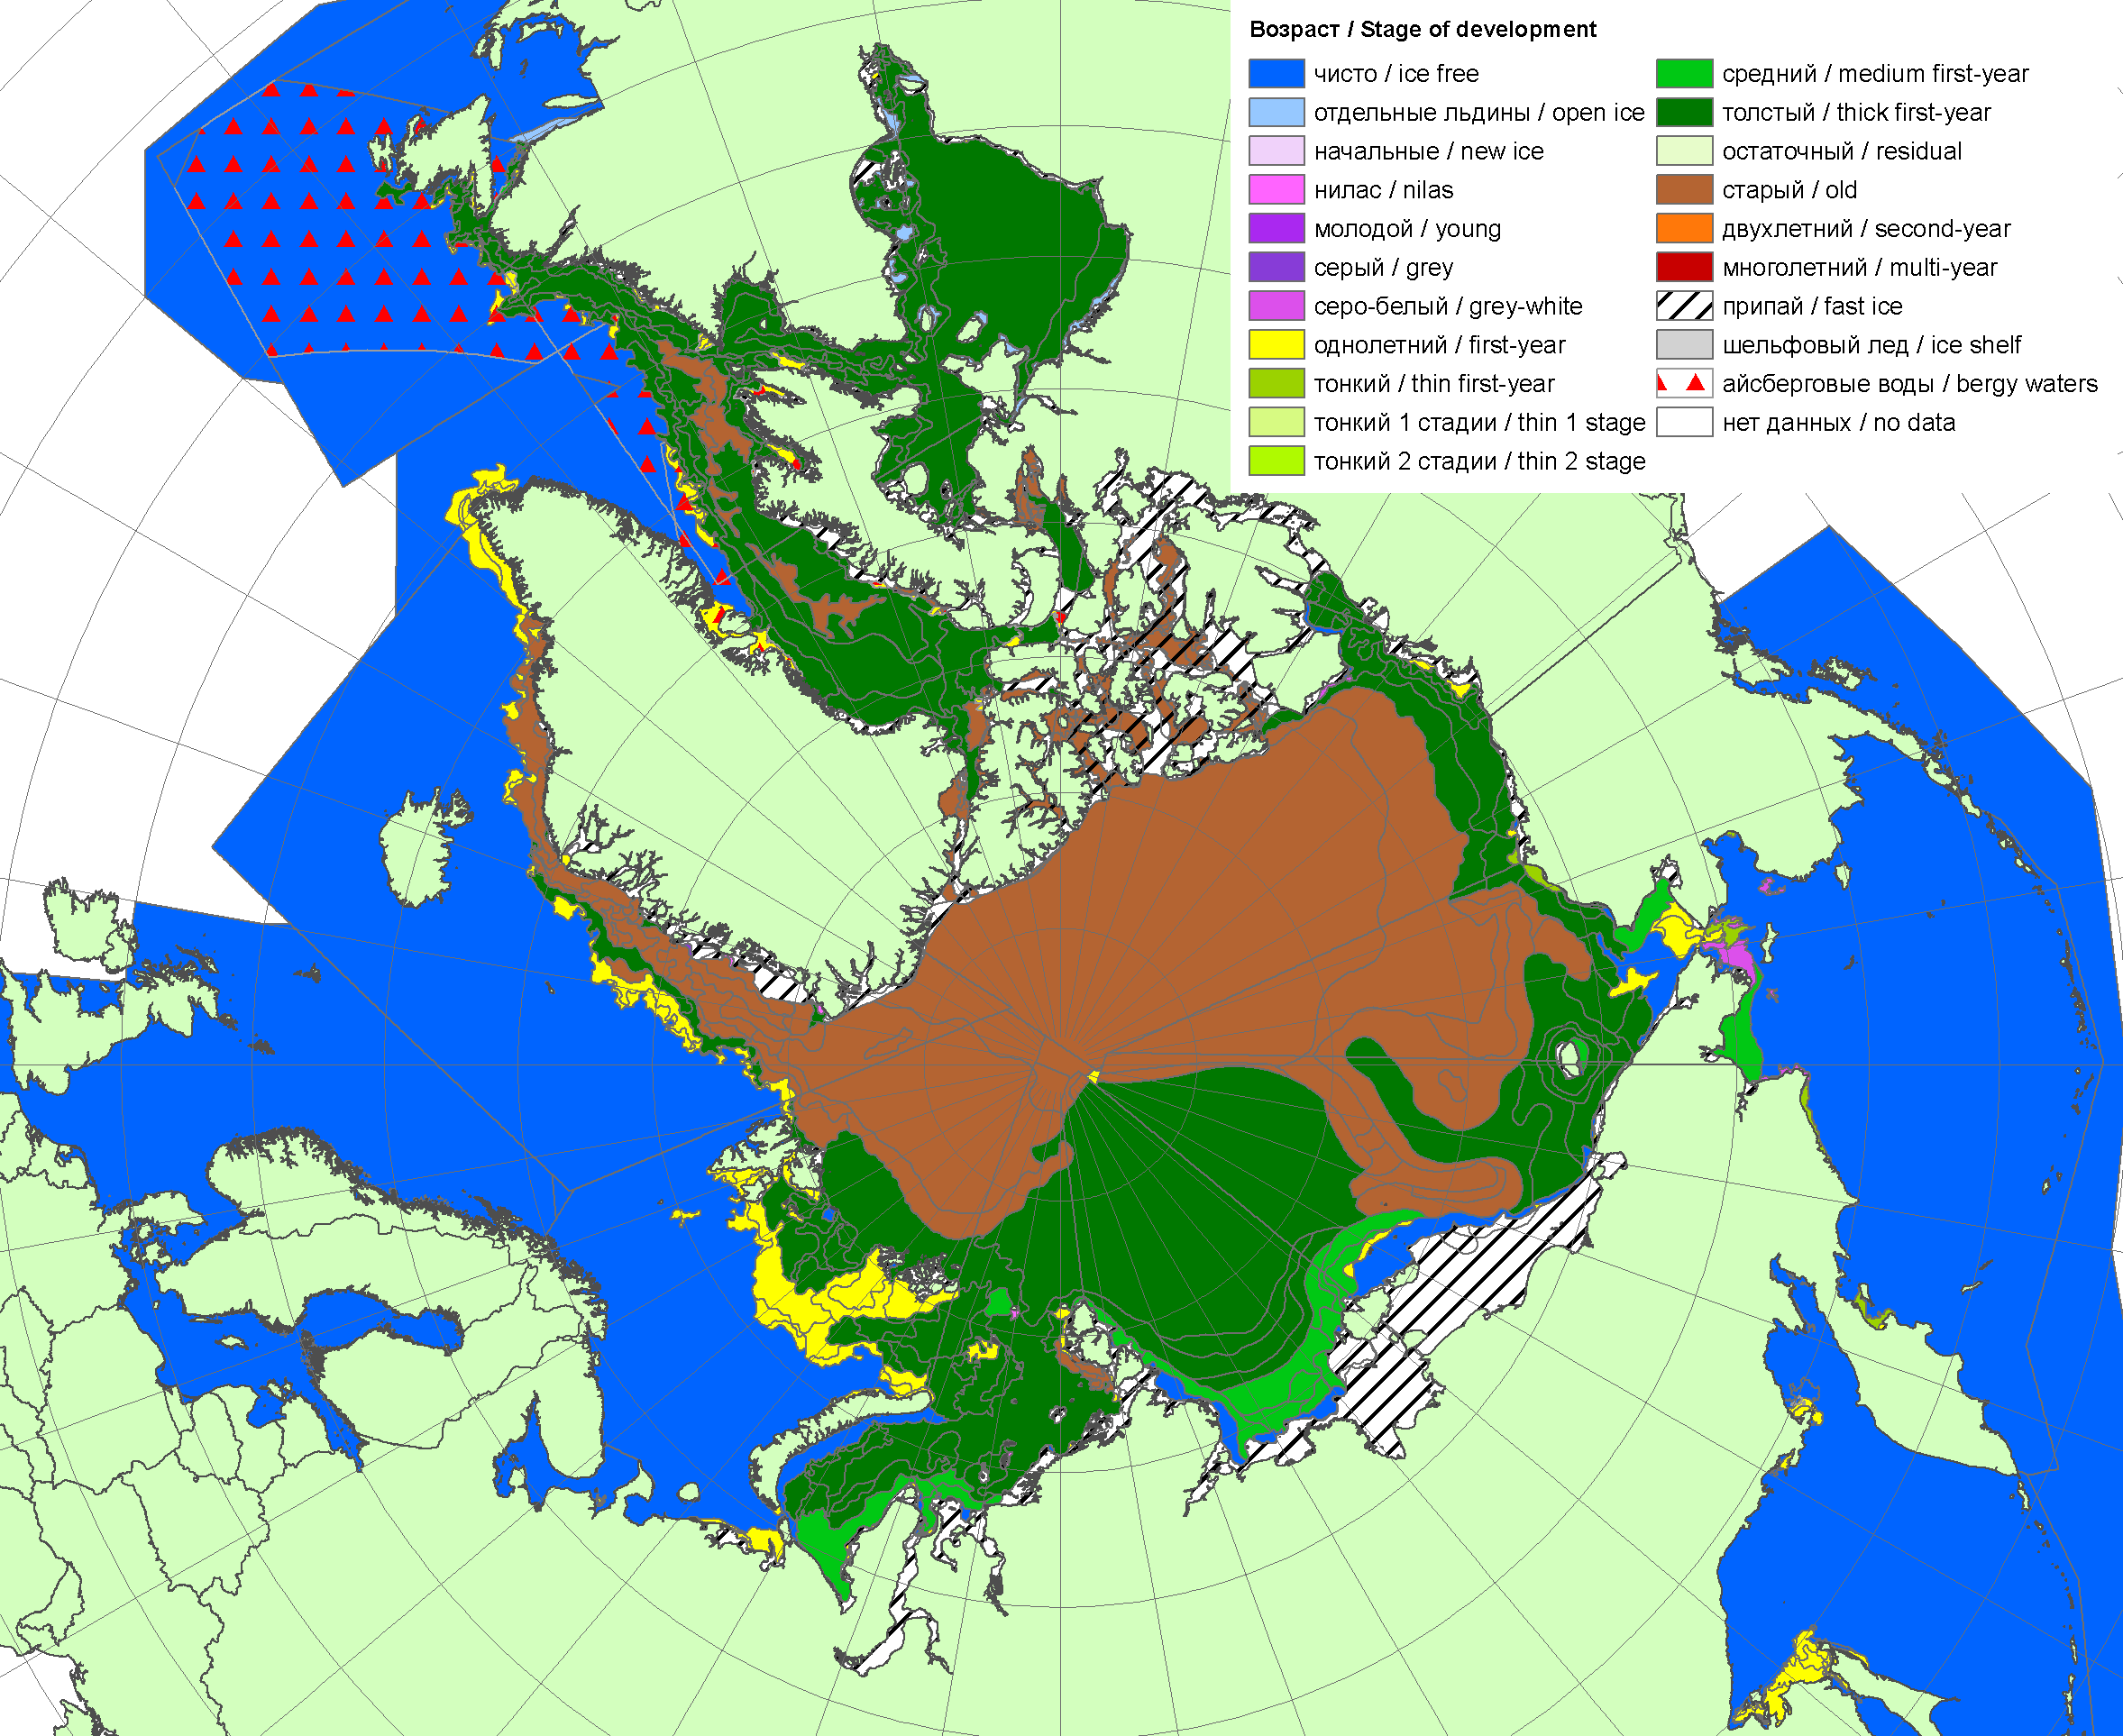 Возраст / Stage of development
чисто / ice free
отдельные льдины / open ice
начальные / new ice
нилас / nilas
молодой / young
серый / grey
серо-белый / grey-white
однолетний / first-year
тонкий / thin first-year
тонкий 1 стадии / thin 1 stage
тонкий 2 стадии / thin 2 stage
средний / medium first-year
толстый / thick first-year
остаточный / residual
старый / old
двухлетний / second-year
многолетний / multi-year
припай / fast ice
шельфовый лед / ice shelf
айсберговые воды / bergy waters
нет данных / no data